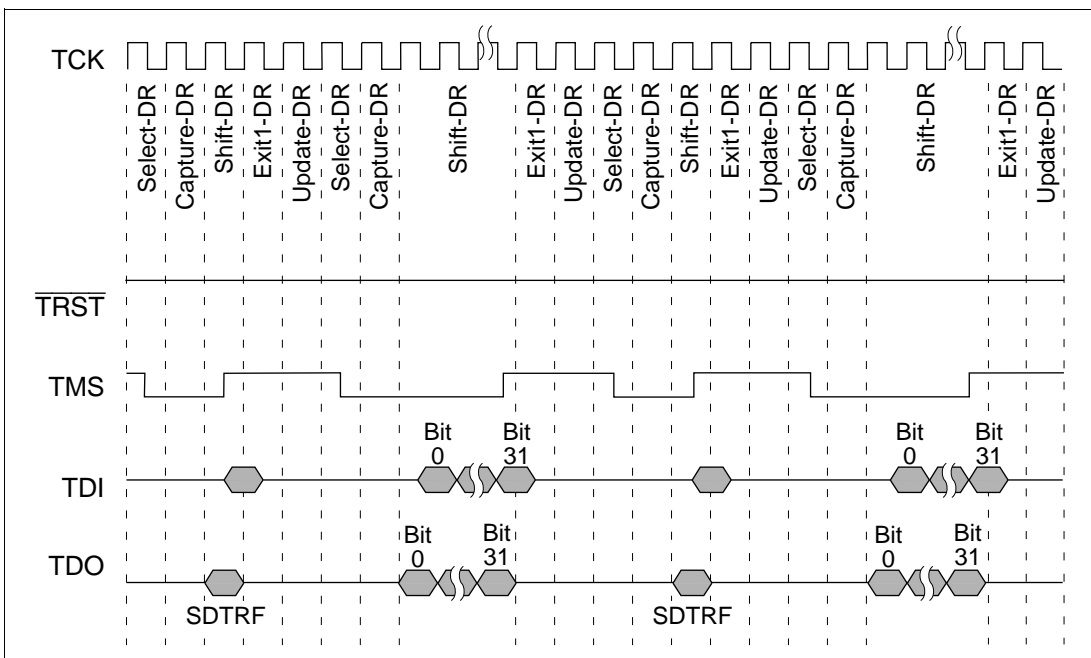 TCK
Select-DR
Capture-DR
Shift-DR
Exit1-DR
Update-DR
Select-DR
Capture-DR
Shift-DR
Exit1-DR
Update-DR
Select-DR
Capture-DR
Shift-DR
Exit1-DR
Update-DR
Select-DR
Capture-DR
Shift-DR
Exit1-DR
Update-DR
TRST
TMS
Bit 0
Bit 31
Bit 0
Bit 31
TDI
Bit 0
Bit 31
Bit 0
Bit 31
TDO
SDTRF
SDTRF